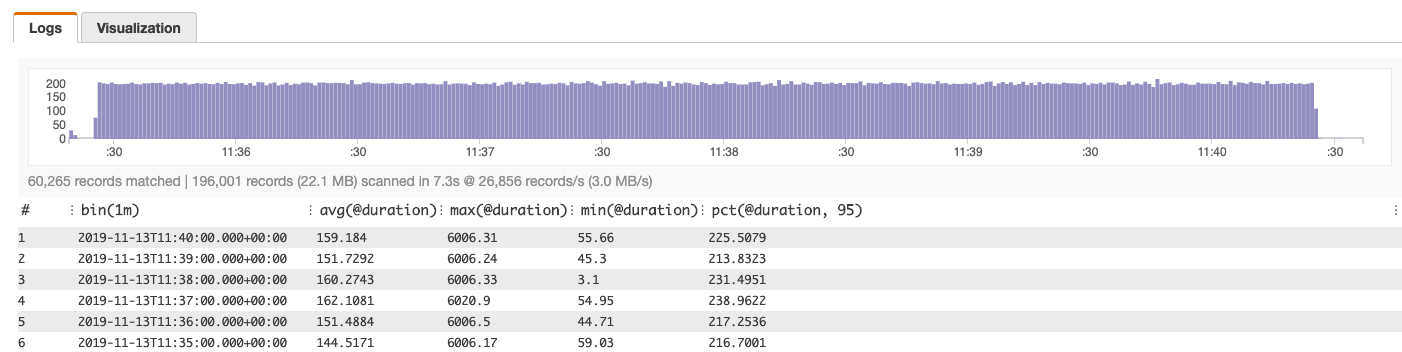 Logs Visualization
200
150
100
50
0
:30 11:36 :30 11:37 :30 11:38 :30 11:39 :30 11:40 :30
60,265 records matched | 196,001 records (22.1 MB) scanned in 7.3s @ 26,856 records/s (3.0 MB/s)
# : bin(1m) : avg(@duration) : max(@duration) : min(@duration) : pct(@duration, 95) :
1 2019-11-13T11:40:00.000+00:00 159.184 6006.31 55.66 225.5079
2 2019-11-13T11:39:00.000+00:00 151.7292 6006.24 45.3 213.8323
3 2019-11-13T11:38:00.000+00:00 160.2743 6006.33 3.1 231.4951
4 2019-11-13T11:37:00.000+00:00 162.1081 6020.9 54.95 238.9622
5 2019-11-13T11:36:00.000+00:00 151.4884 6006.5 44.71 217.2536
6 2019-11-13T11:35:00.000+00:00 144.5171 6006.17 59.03 216.7001